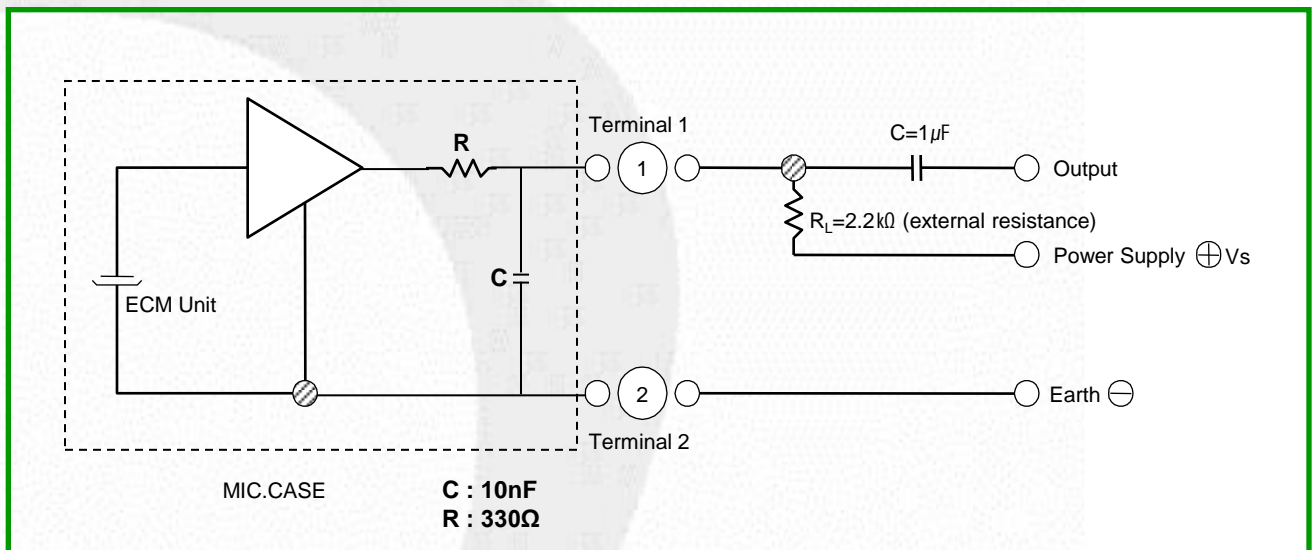 R
Terminal 1
C=1μF
1
Output
R_L=2.2kΩ (external resistance)
Power Supply ⊕Vs
C
ECM Unit
2
Earth ⊖
Terminal 2
MIC.CASE
C : 10nF
R : 330Ω